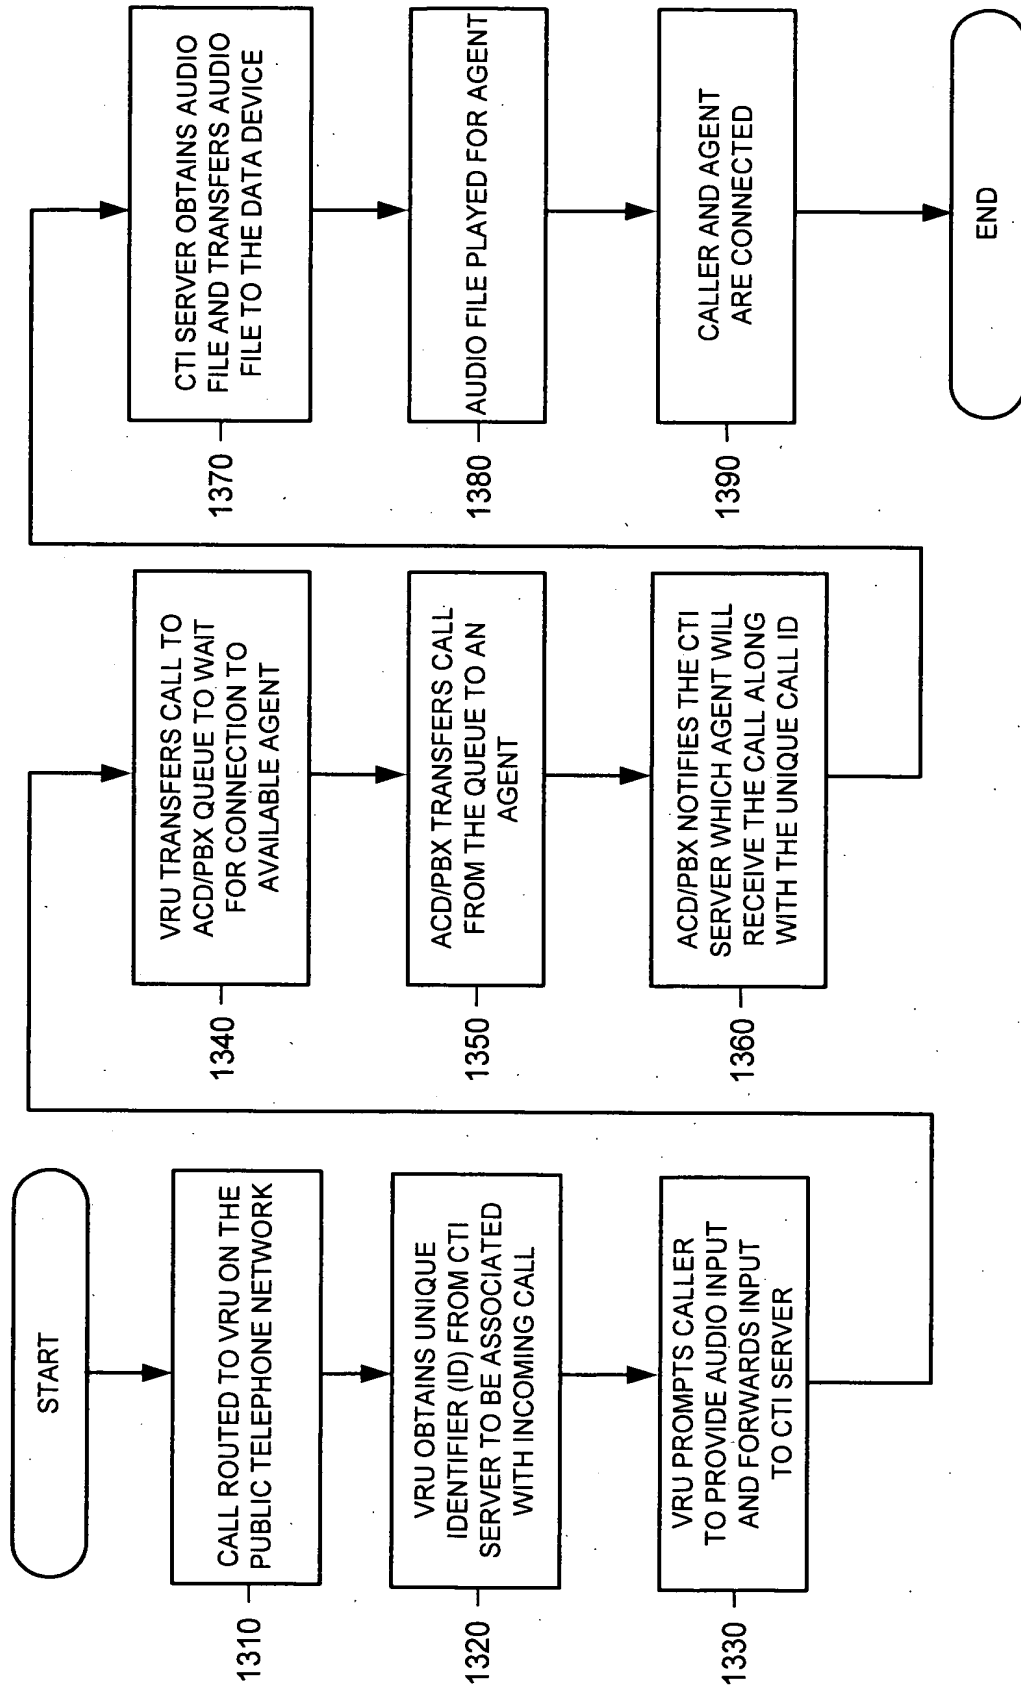 START
CALL ROUTED TO VRU ON THE
PUBLIC TELEPHONE NETWORK
1310
VRU OBTAINS UNIQUE
IDENTIFIER (ID) FROM CTI
SERVER TO BE ASSOCIATED
WITH INCOMING CALL
1320
VRU PROMPTS CALLER
TO PROVIDE AUDIO INPUT
AND FORWARDS INPUT
TO CTI SERVER
1330
VRU TRANSFERS CALL TO
ACD/PBX QUEUE TO WAIT
FOR CONNECTION TO
AVAILABLE AGENT
1340
ACD/PBX TRANSFERS CALL
FROM THE QUEUE TO AN
AGENT
1350
ACD/PBX NOTIFIES THE CTI
SERVER WHICH AGENT WILL
RECEIVE THE CALL ALONG
WITH THE UNIQUE CALL ID
1360
CTI SERVER OBTAINS AUDIO
FILE AND TRANSFERS AUDIO
FILE TO THE DATA DEVICE
1370
AUDIO FILE PLAYED FOR AGENT
1380
CALLER AND AGENT
ARE CONNECTED
1390
END